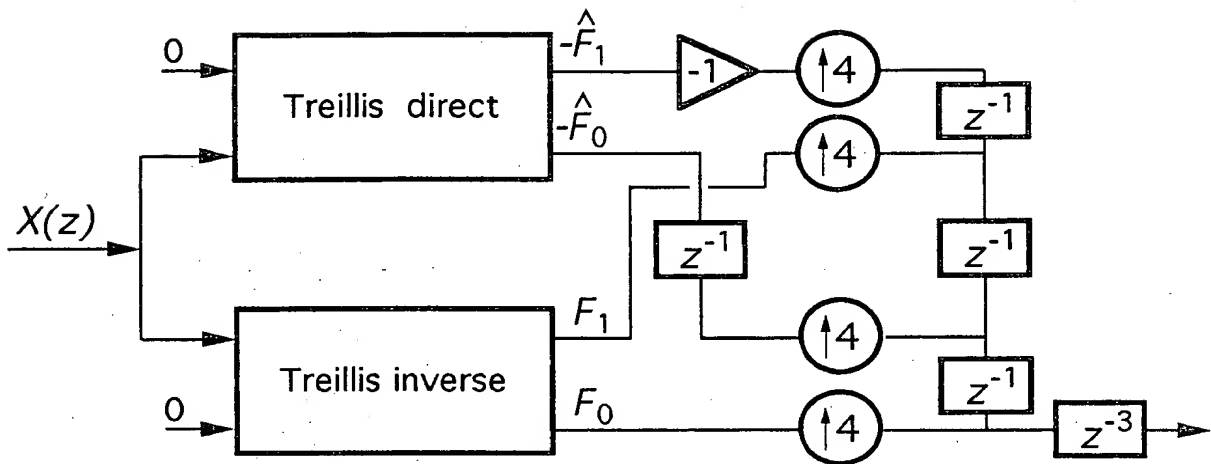 0
Treillis direct
-F̂₁
-1
↑4
z⁻¹
-F̂₀
↑4
X(z)
z⁻¹
z⁻¹
F₁
↑4
z⁻¹
Treillis inverse
0
F₀
↑4
z⁻³